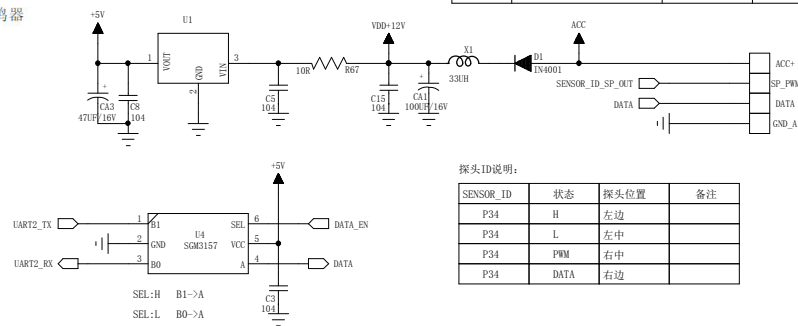 鸣器
+5V
U1
VDD+12V
ACC
1
VOUT
GND
VIN
3
2
10R
R67
X1
33UH
D1
IN4001
ACC+
SENSOR_ID_SP_OUT
SP_PWM
DATA
DATA
GND_A
+
CA3
47UF/16V
C8
104
C5
104
C15
104
+
CA1
100UF/16V
+5V
探头ID说明:
SENSOR_ID 状态 探头位置 备注
P34 H 左边
P34 L 左中
P34 PWM 右中
P34 DATA 右边
UART2_TX
1
B1
SEL
6
DATA_EN
2
GND
U4
SGM3157
VCC
5
UART2_RX
3
B0
A
4
DATA
C3
104
SEL:H B1->A
SEL:L B0->A